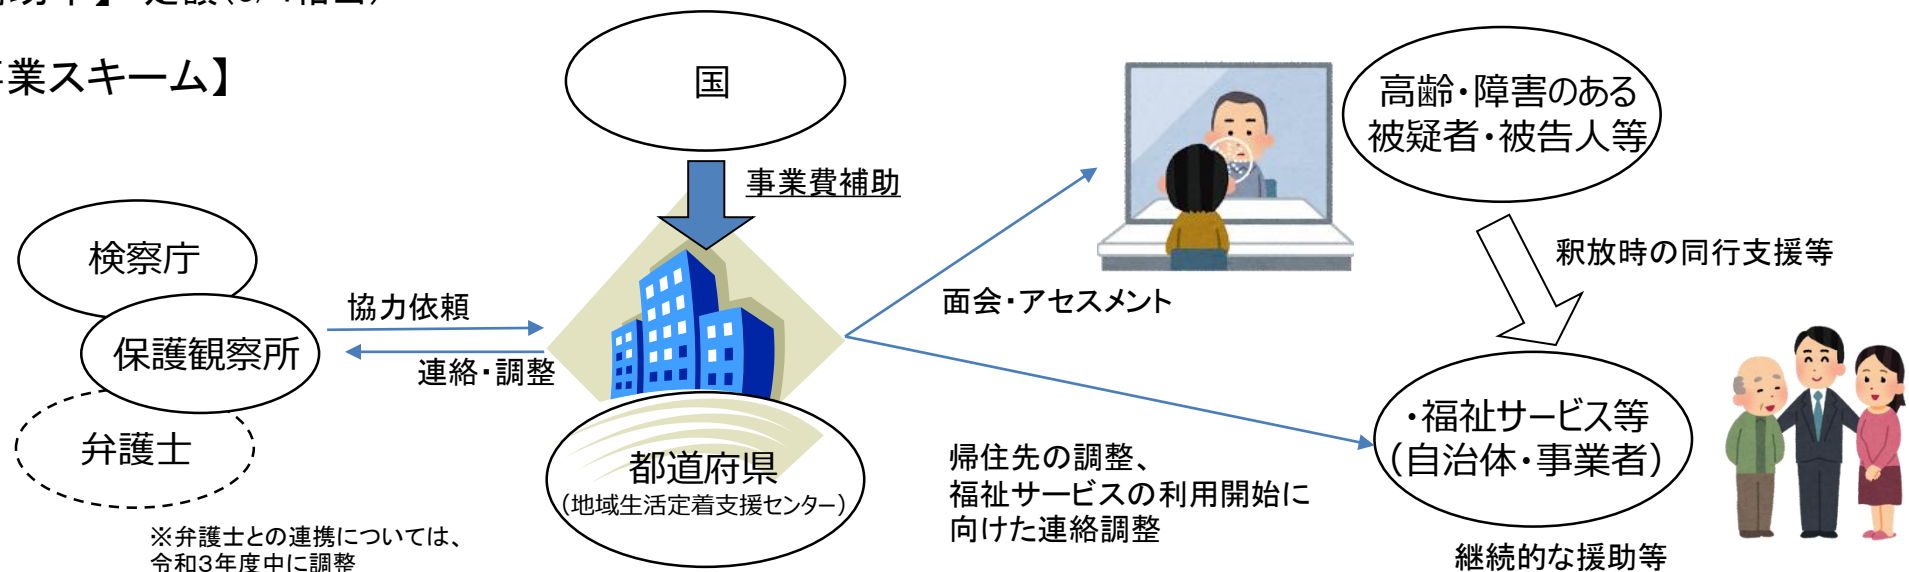 定額(3/4相当)
業スキーム】
国
事業費補助
高齢・障害のある
被疑者・被告人等
検察庁
保護観察所
弁護士
協力依頼
連絡・調整
面会・アセスメント
釈放時の同行支援等
都道府県
(地域生活定着支援センター)
・福祉サービス等
(自治体・事業者)
帰住先の調整、
福祉サービスの利用開始に
向けた連絡調整
※弁護士との連携については、
令和3年度中に調整
継続的な援助等